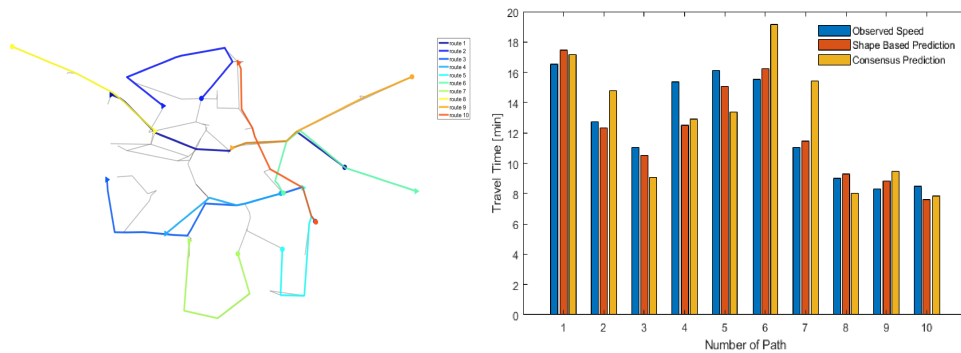 route 1
route 2
route 3
route 4
route 5
route 6
route 7
route 8
route 9
route 10
20
18
16
14
12
10
8
6
4
2
0
Travel Time [min]
Observed Speed
Shape Based Prediction
Consensus Prediction
1 2 3 4 5 6 7 8 9 10
Number of Path